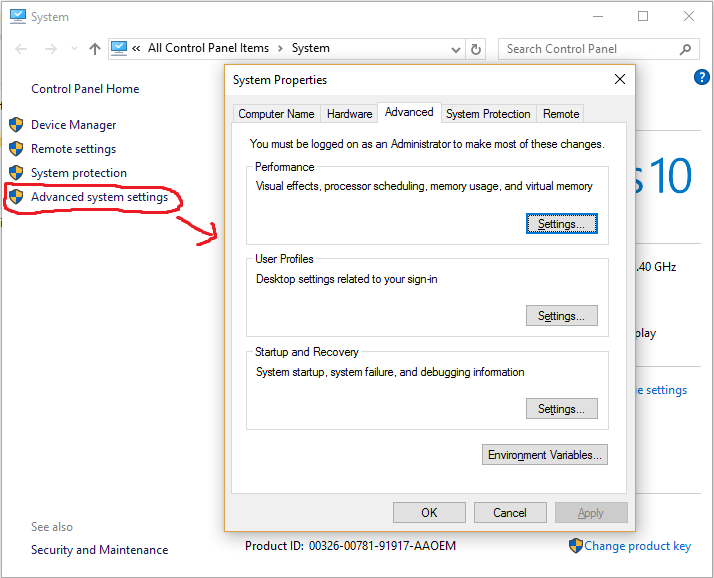 System
« All Control Panel Items › System
Search Control Panel
Control Panel Home
Device Manager
Remote settings
System protection
Advanced system settings
See also
Security and Maintenance
System Properties
Computer Name Hardware Advanced System Protection Remote
You must be logged on as an Administrator to make most of these changes.
Performance
Visual effects, processor scheduling, memory usage, and virtual memory
Settings...
User Profiles
Desktop settings related to your sign-in
Settings...
Startup and Recovery
System startup, system failure, and debugging information
Settings...
Environment Variables...
OK Cancel Apply
?
s 10
.40 GHz
play
e settings
Product ID: 00326-00781-91917-AAOEM
Change product key